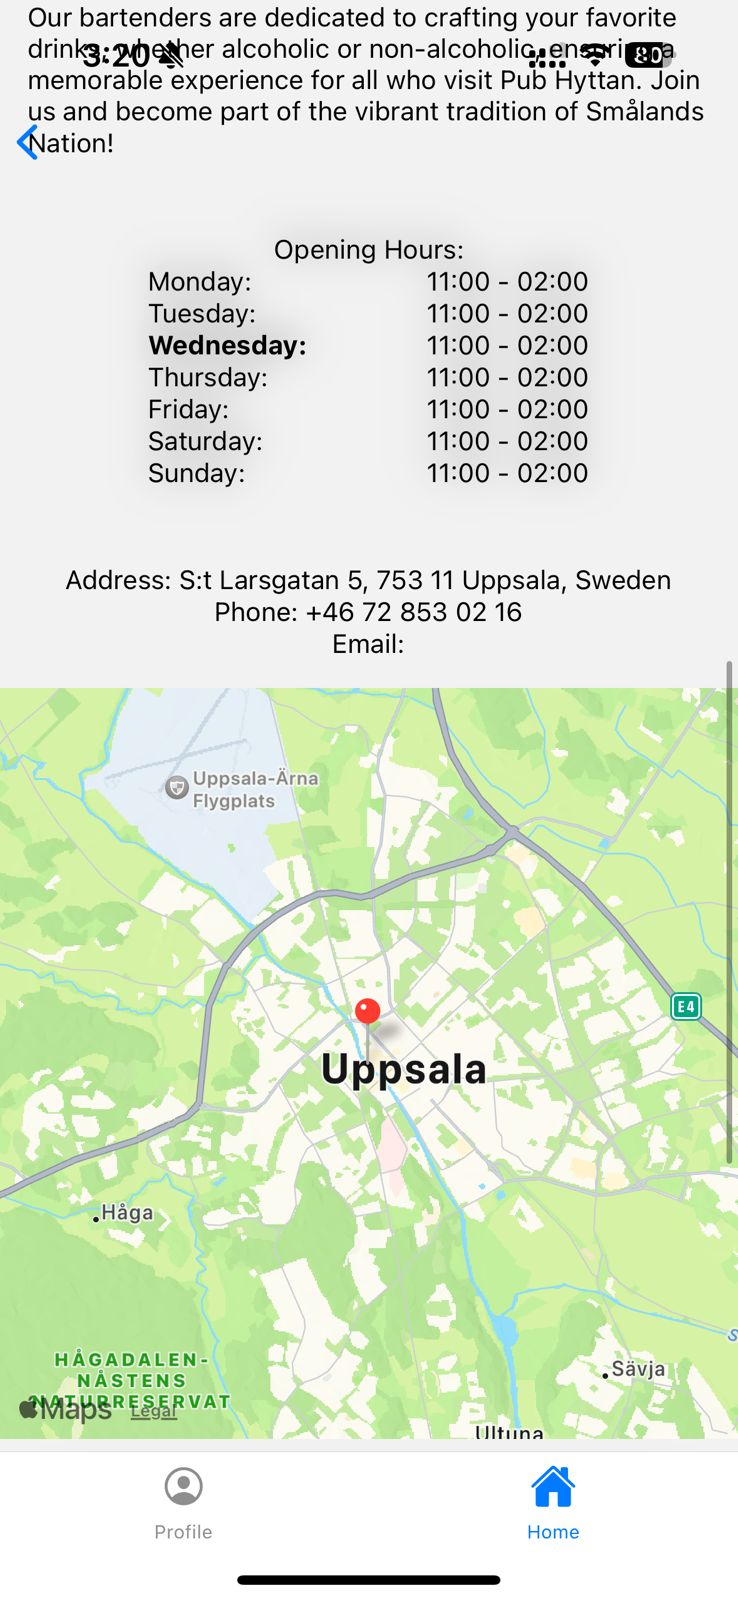 Our bartenders are dedicated to crafting your favorite
drinks, whether alcoholic or non-alcoholic, ensuring a
3:20
80
memorable experience for all who visit Pub Hyttan. Join
us and become part of the vibrant tradition of Smålands
Nation!
Opening Hours:
Monday: 11:00 - 02:00
Tuesday: 11:00 - 02:00
Wednesday: 11:00 - 02:00
Thursday: 11:00 - 02:00
Friday: 11:00 - 02:00
Saturday: 11:00 - 02:00
Sunday: 11:00 - 02:00
Address: S:t Larsgatan 5, 753 11 Uppsala, Sweden
Phone: +46 72 853 02 16
Email:
Uppsala-Ärna
Flygplats
E4
Uppsala
Håga
S
HÅGADALEN-
NÅSTENS
NATURRESERVAT
Sävja
Maps Legal
Ultuna
Profile Home